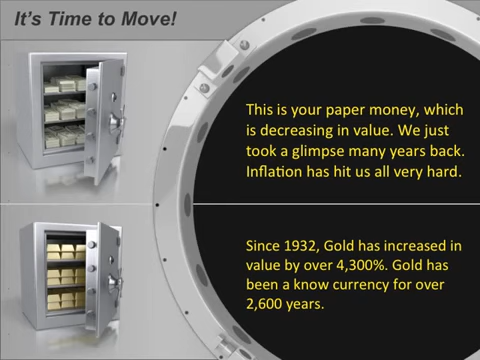 It's Time to Move!
This is your paper money, which
is decreasing in value. We just
took a glimpse many years back.
Inflation has hit us all very hard.
Since 1932, Gold has increased in
value by over 4,300%. Gold has
been a know currency for over
2,600 years.